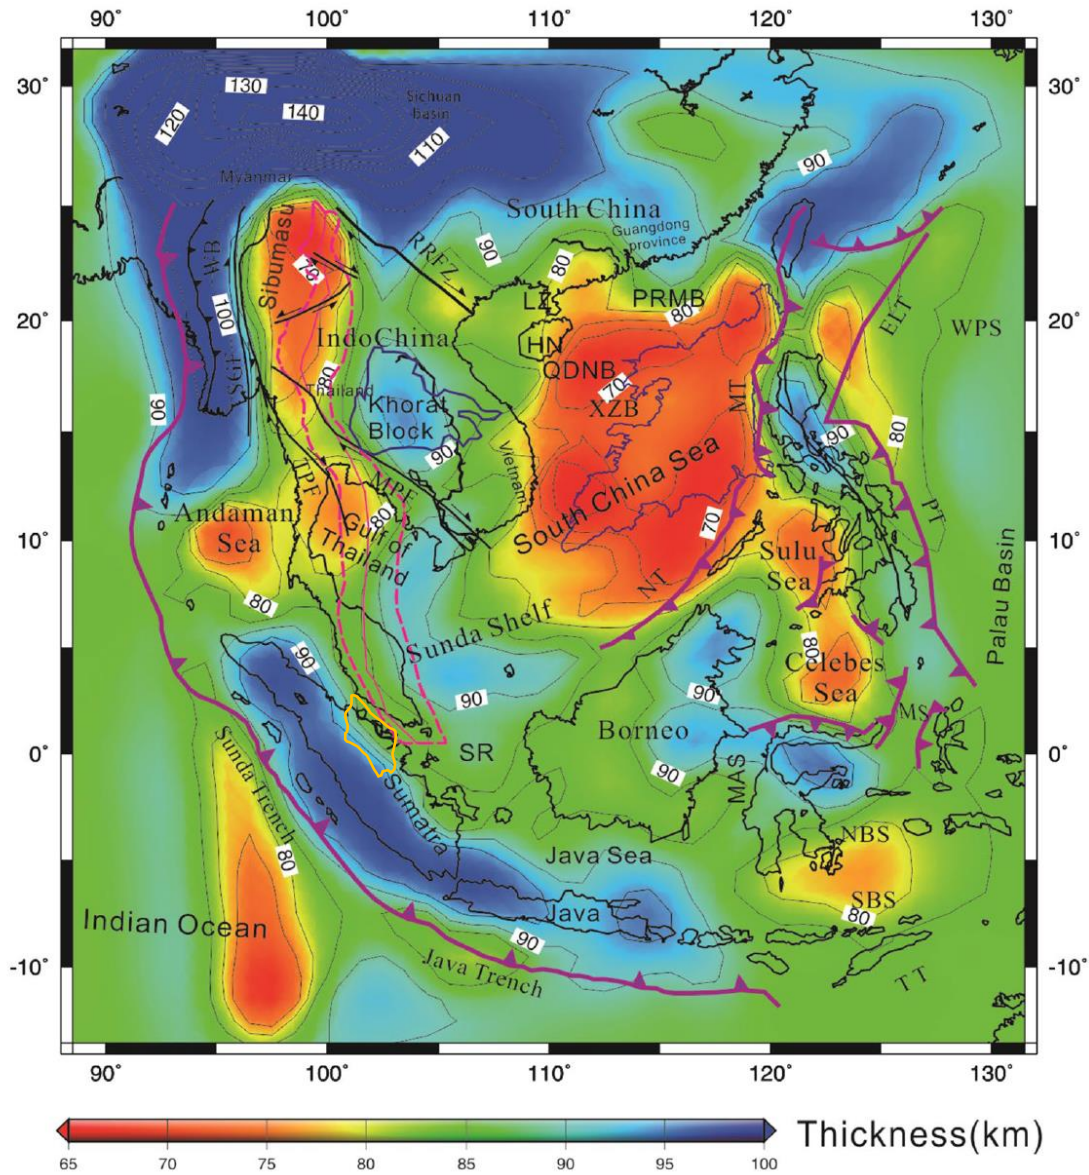 90° 100° 110° 120° 130°
30° 30°
130
140
120
110
Sichuan
basin
Myanmar
90
South China
Guangdong
province
Sibumasu
WB
RRFZ
90
80
70
LZ
PRMB
80
ELT
WPS
100
20° 20°
IndoChina
HN
QDNB
SGF
80
Thailand
70
XZB
MT
90
Khorat
Block
90
90
80
Vietnam
South China Sea
TPF
MPF
Andaman
Sea
80
Gulf of
Thailand
70
PT
10° 10°
Sulu
Sea
NT
80
Sunda Shelf
Palau Basin
80
Celebes
Sea
90
90
90
MS
Borneo
SR
0° 0°
90
MAS
Sunda Trench
Sumatra
80
Java Sea
NBS
SBS
80
Indian Ocean
Java
90
Java Trench
TT
-10° -10°
90° 100° 110° 120° 130°
Thickness(km)
65 70 75 80 85 90 95 100